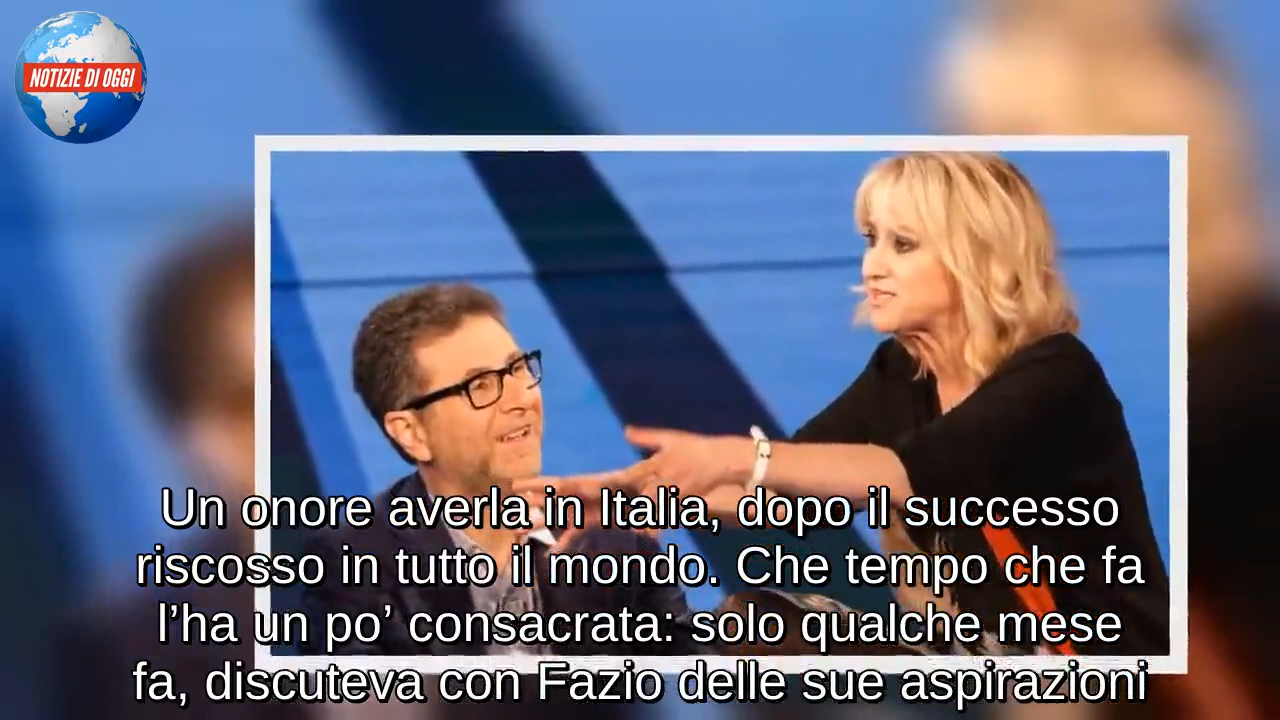 NOTIZIE DI OGGI
Un onore averla in Italia, dopo il successo
riscosso in tutto il mondo. Che tempo che fa
l’ha un po’ consacrata: solo qualche mese
fa, discuteva con Fazio delle sue aspirazioni